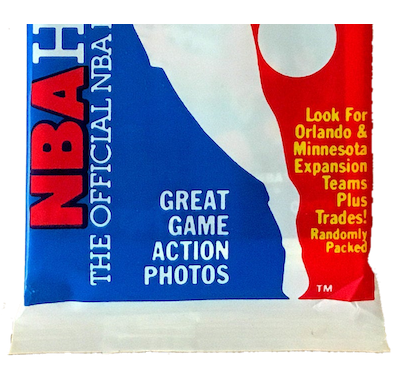 NBA H
THE OFFICIAL NBA
GREAT
GAME
ACTION
PHOTOS
Look For
Orlando &
Minnesota
Expansion
Teams
Plus
Trades!
Randomly
Packed
TM